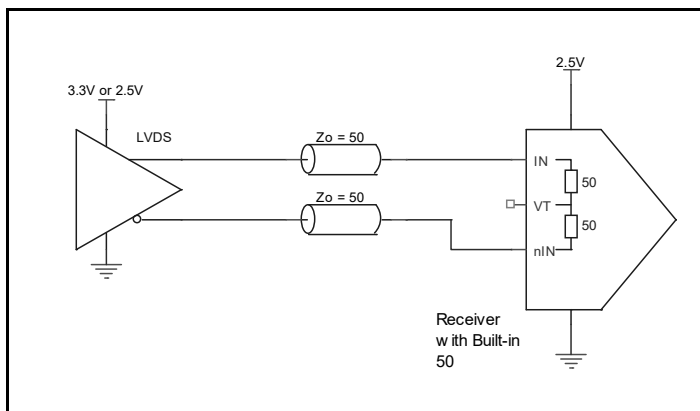 2.5V
3.3V or 2.5V
LVDS
Zo = 50
IN
50
Zo = 50
VT
50
nIN
Receiver
with Built-in
50